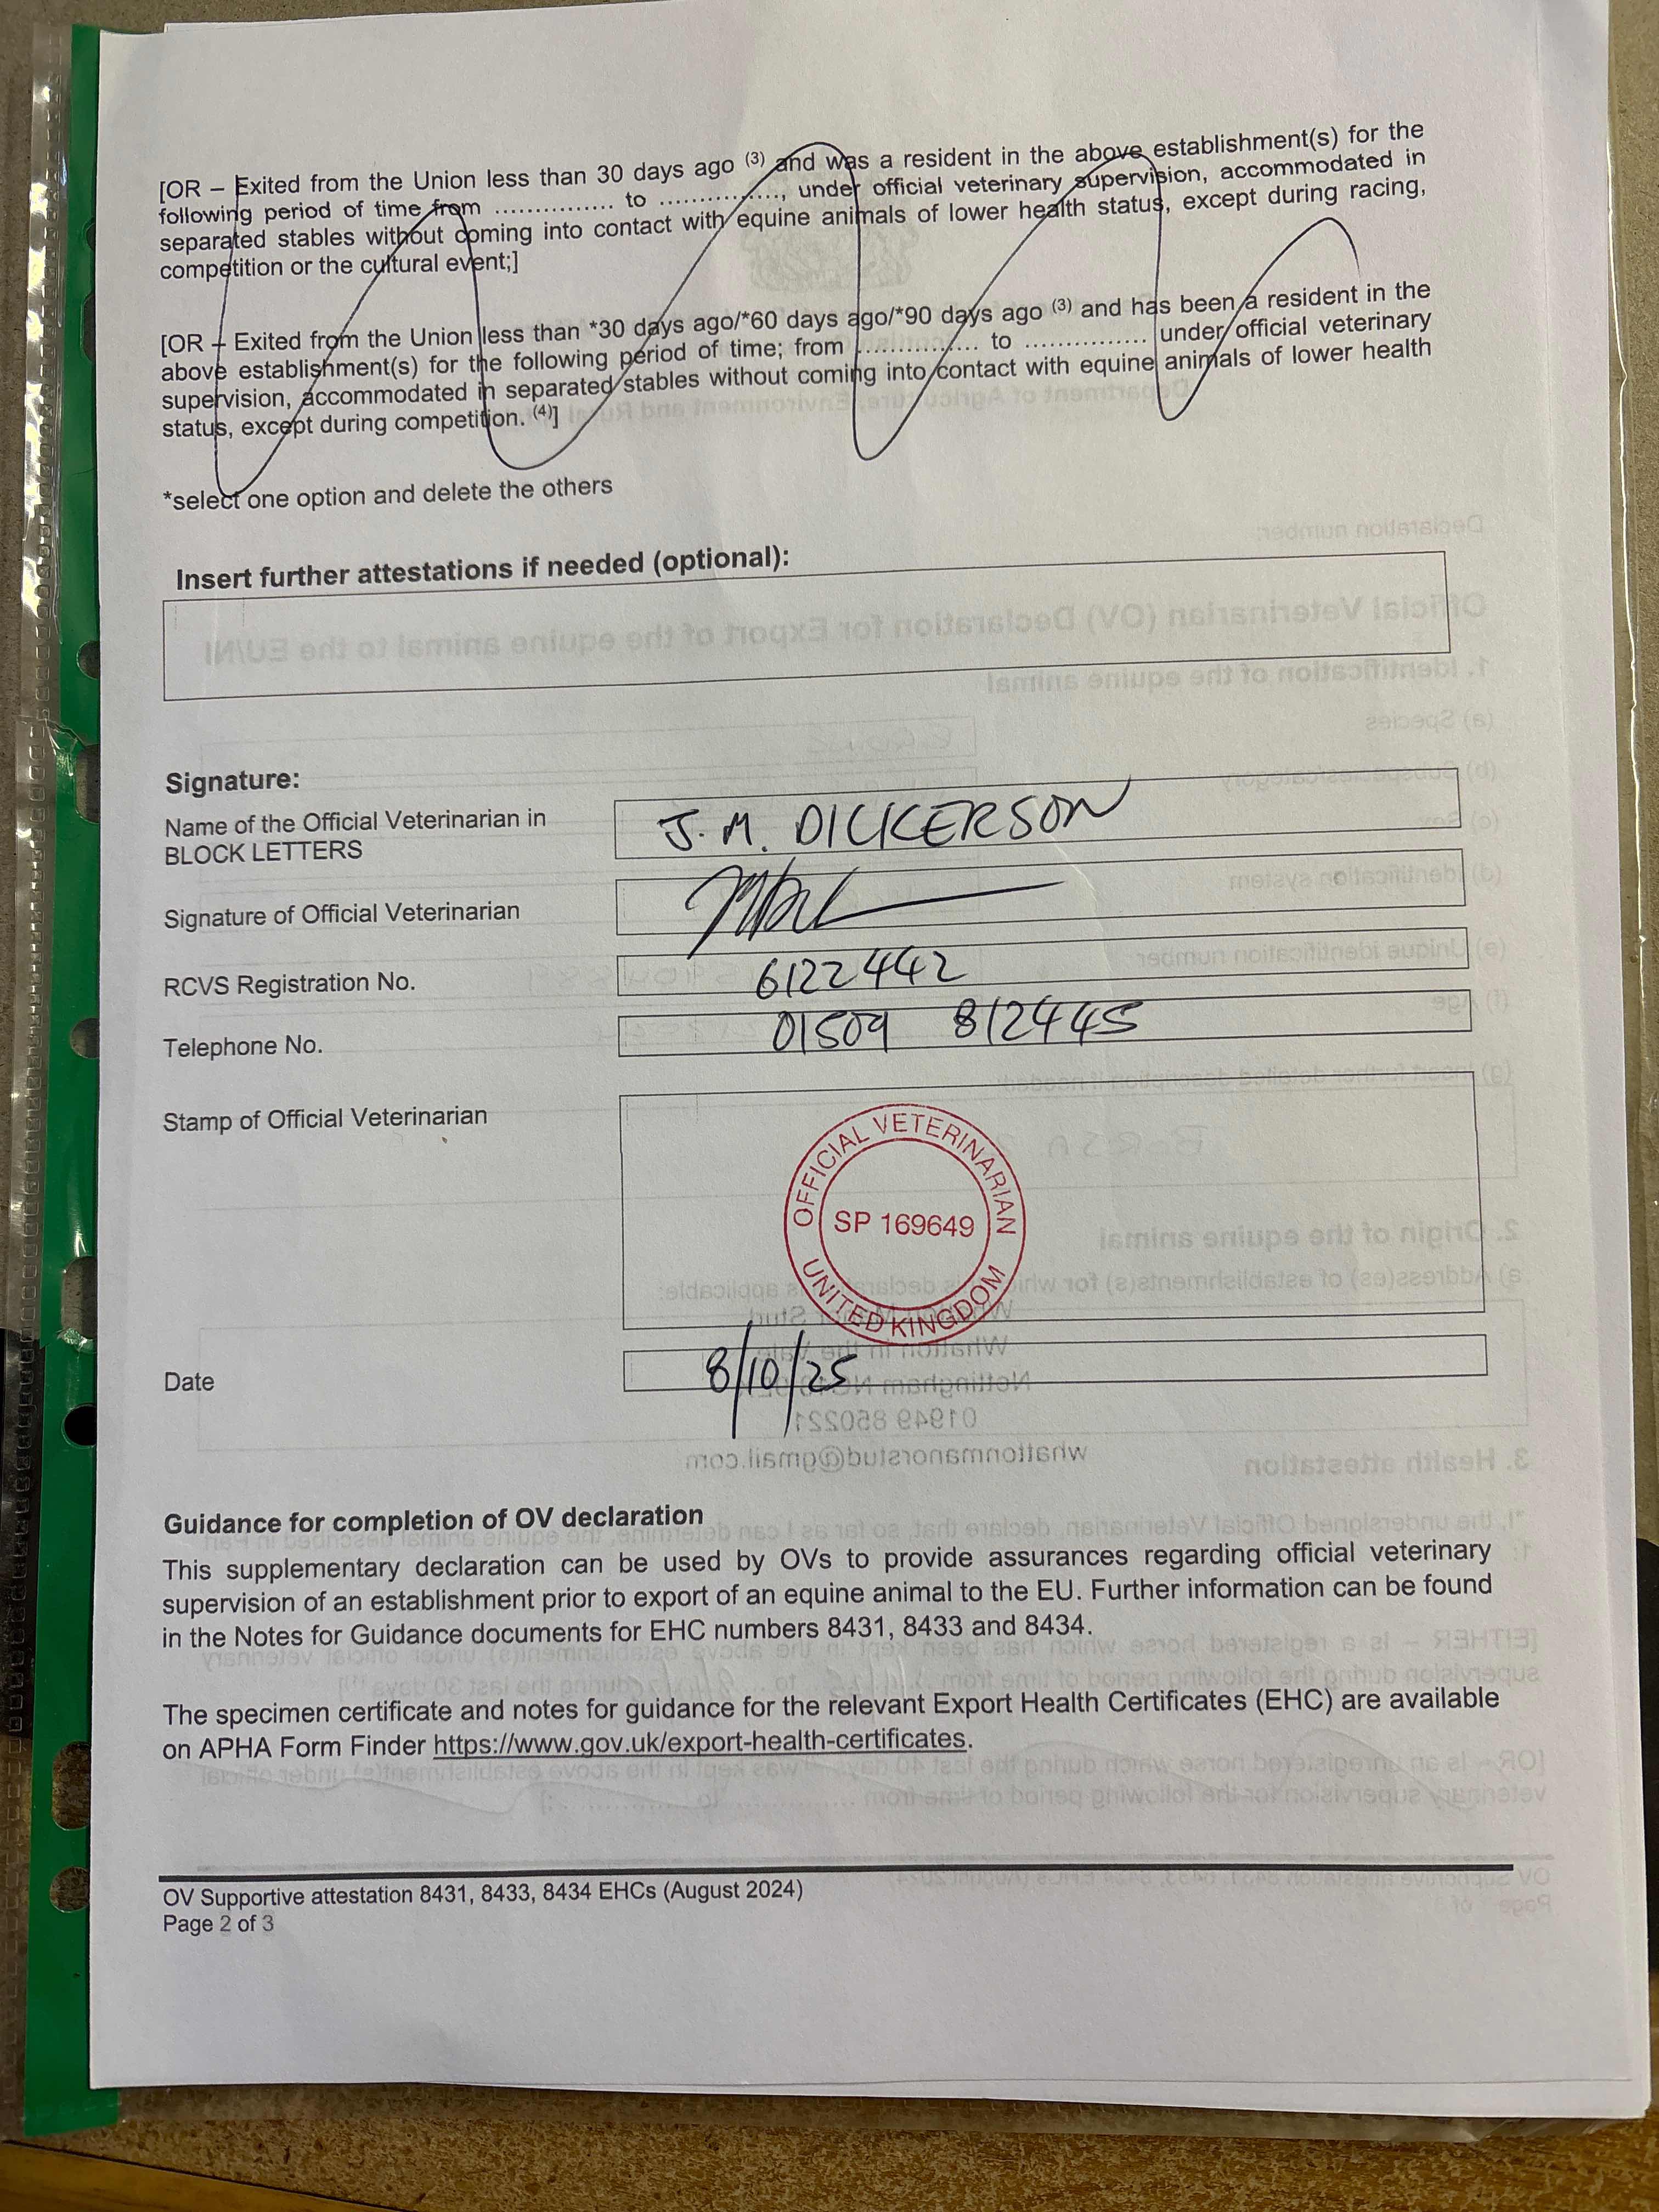 [OR – Exited from the Union less than 30 days ago (3) and was a resident in the above establishment(s) for the
following period of time from .............. to ..............., under official veterinary supervision, accommodated in
separated stables without coming into contact with equine animals of lower health status, except during racing,
competition or the cultural event;]
[OR – Exited from the Union less than *30 days ago/*60 days ago/*90 days ago (3) and has been a resident in the
above establishment(s) for the following period of time; from .............. to .............. under official veterinary
supervision, accommodated in separated stables without coming into contact with equine animals of lower health
status, except during competition. (4)]
*select one option and delete the others
Insert further attestations if needed (optional):
Signature:
Name of the Official Veterinarian in
BLOCK LETTERS
J. M. DICKERSON
Signature of Official Veterinarian
RCVS Registration No.
6122442
Telephone No.
01509 812445
Stamp of Official Veterinarian
OFFICIAL VETERINARIAN
SP 169649
UNITED KINGDOM
Date
8/10/25
Guidance for completion of OV declaration
This supplementary declaration can be used by OVs to provide assurances regarding official veterinary
supervision of an establishment prior to export of an equine animal to the EU. Further information can be found
in the Notes for Guidance documents for EHC numbers 8431, 8433 and 8434.
The specimen certificate and notes for guidance for the relevant Export Health Certificates (EHC) are available
on APHA Form Finder https://www.gov.uk/export-health-certificates.
OV Supportive attestation 8431, 8433, 8434 EHCs (August 2024)
Page 2 of 3